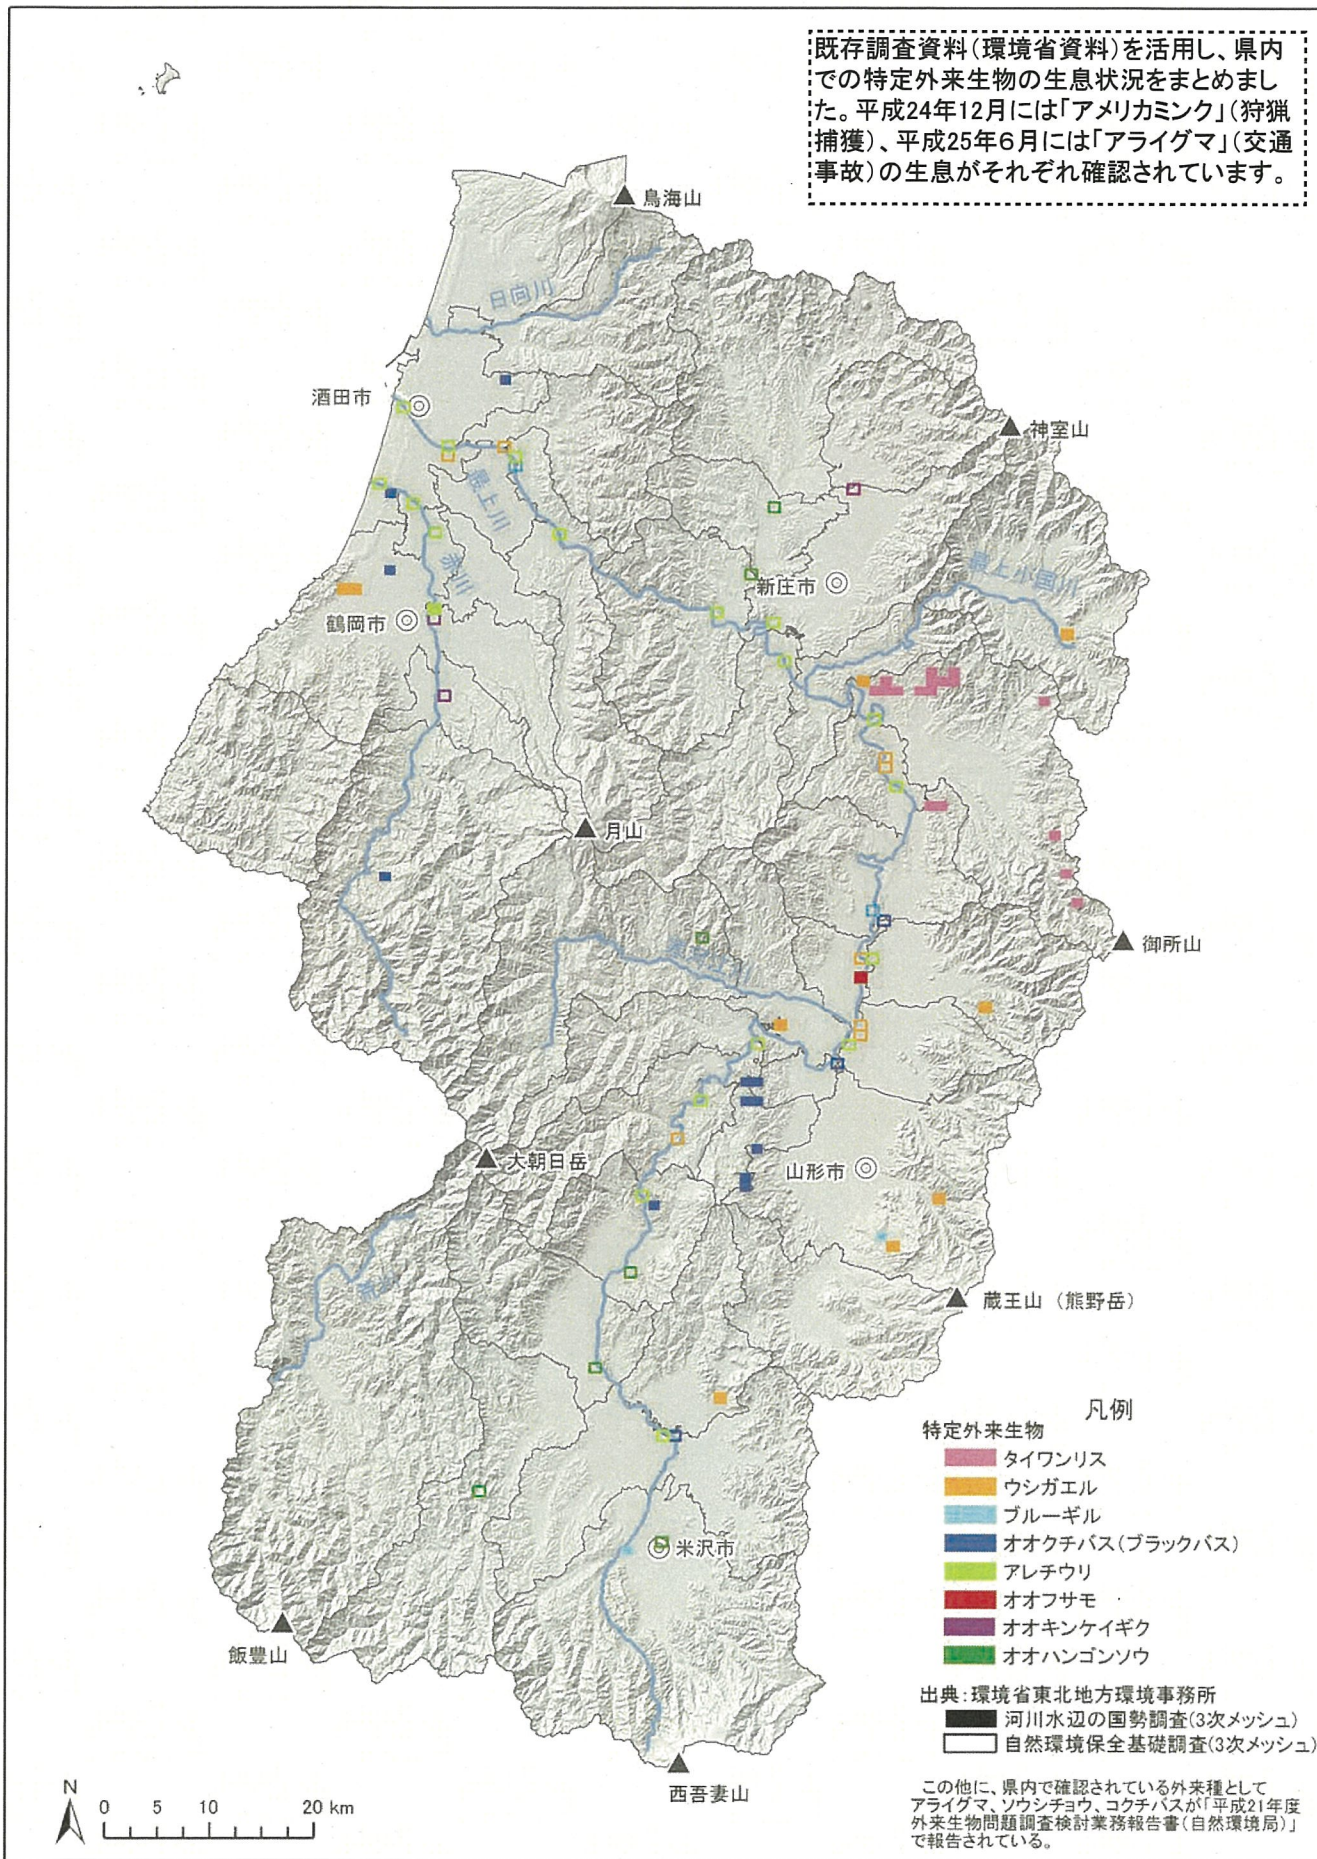 既存調査資料(環境省資料)を活用し、県内
での特定外来生物の生息状況をまとめまし
た。平成24年12月には「アメリカミンク」(狩猟
捕獲)、平成25年6月には「アライグマ」(交通
事故)の生息がそれぞれ確認されています。
鳥海山
日向川
酒田市
神室山
最上川
赤川
最上小国川
新庄市
鶴岡市
月山
御所山
大朝日岳
山形市
蔵王山(熊野岳)
米沢市
飯豊山
西吾妻山
凡例
特定外来生物
タイワンリス
ウシガエル
ブルーギル
オオクチバス(ブラックバス)
アレチウリ
オオフサモ
オオキンケイギク
オオハンゴンソウ
出典:環境省東北地方環境事務所
河川水辺の国勢調査(3次メッシュ)
自然環境保全基礎調査(3次メッシュ)
この他に、県内で確認されている外来種として
アライグマ、ソウシチョウ、コクチバスが「平成21年度
外来生物問題調査検討業務報告書(自然環境局)」
で報告されている。
N
0 5 10 20 km